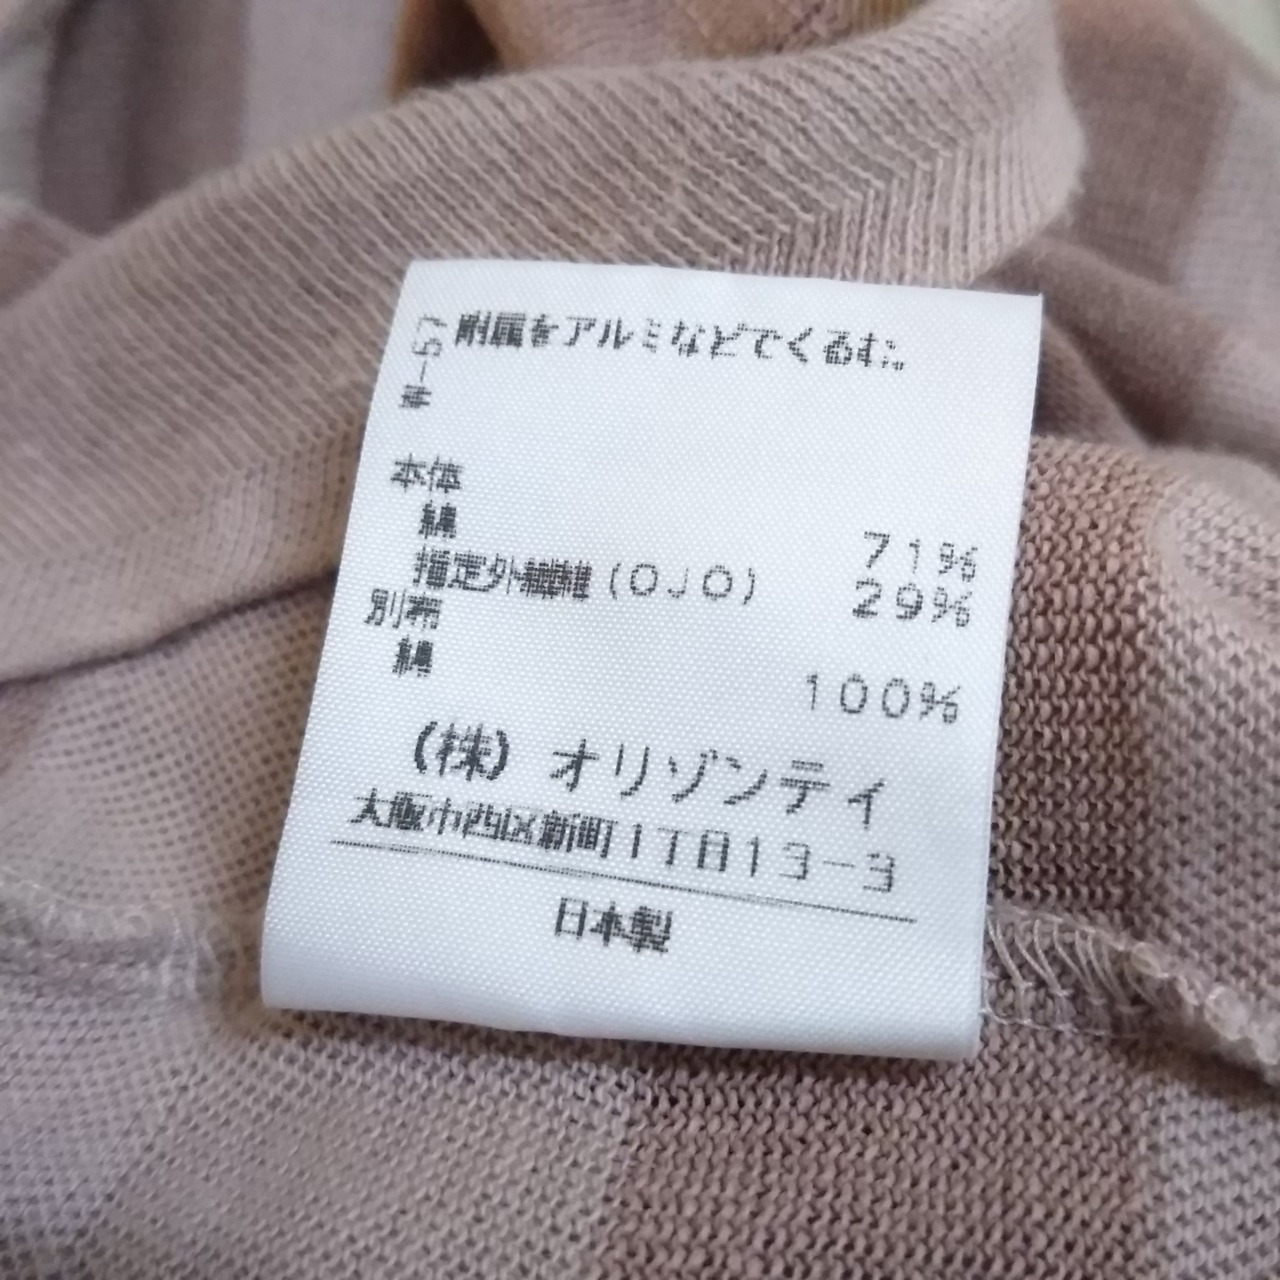 附属をアルミなどでくるむ。
本体
綿 71%
指定外繊維(OJO) 29%
別布
綿 100%
(株) オリゾンティ
大阪市西区新町1丁目13-3
日本製